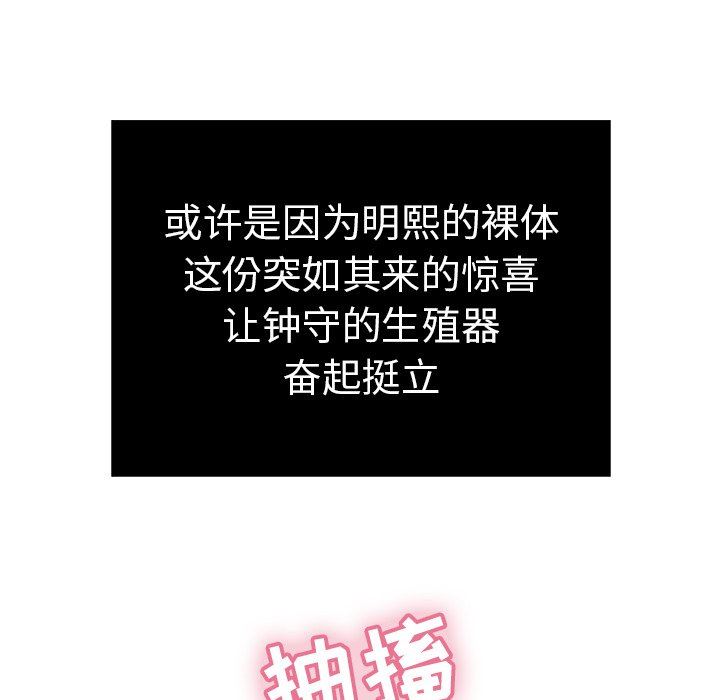 或许是因为明熙的裸体
这份突如其来的惊喜
让钟守的生殖器
奋起挺立
抽搐